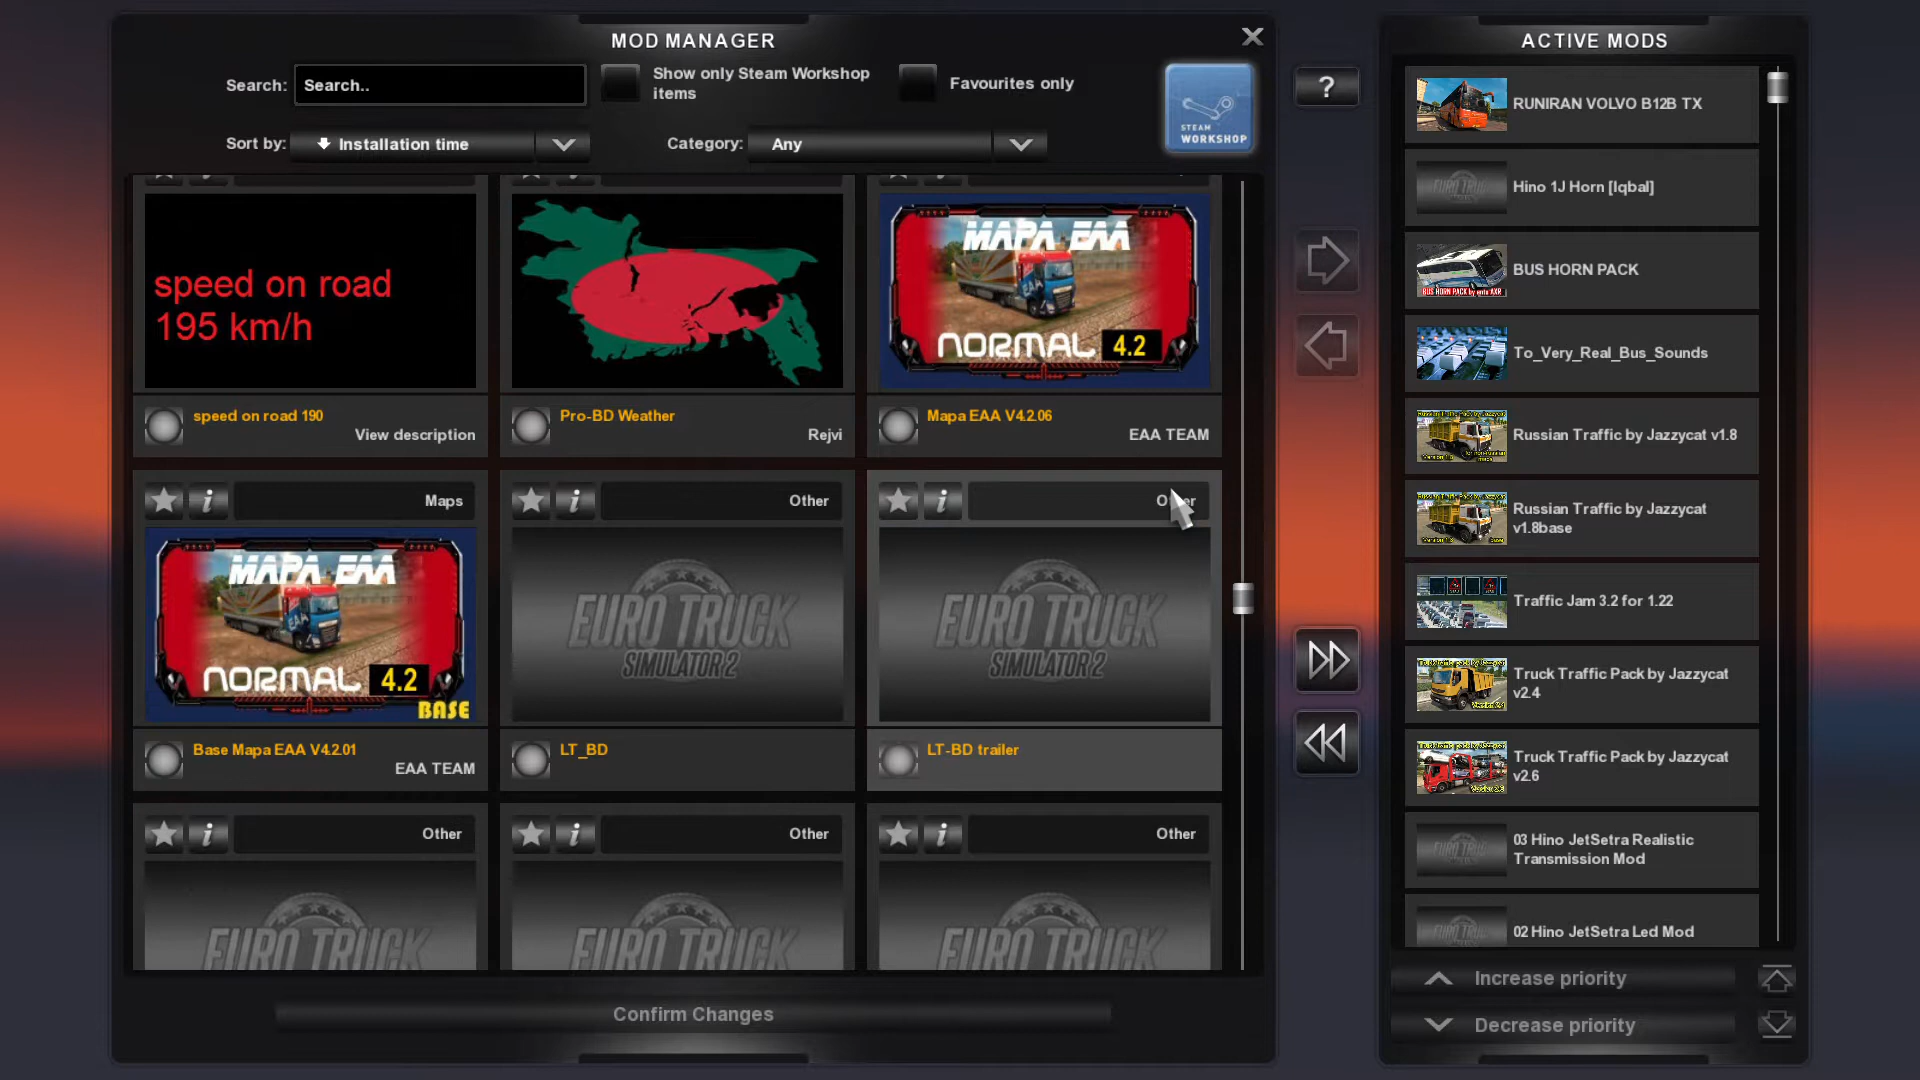 MOD MANAGER
Search:
Search..
Show only Steam Workshop
items
Favourites only
STEAM
WORKSHOP
Sort by:
Installation time
Category:
Any
speed on road
195 km/h
speed on road 190
View description
Pro-BD Weather
Rejvi
MAPA EAA
NORMAL 4.2
Mapa EAA V4.2.06
EAA TEAM
Maps
MAPA EAA
NORMAL 4.2
BASE
Base Mapa EAA V4.2.01
EAA TEAM
Other
EURO TRUCK
SIMULATOR 2
LT_BD
EURO TRUCK
SIMULATOR 2
LT-BD trailer
Other
EURO TRUCK
Other
EURO TRUCK
Other
EURO TRUCK
Confirm Changes
?
ACTIVE MODS
RUNIRAN VOLVO B12B TX
Hino 1J Horn [Iqbal]
BUS HORN PACK
To_Very_Real_Bus_Sounds
Russian Traffic by Jazzycat v1.8
Russian Traffic by Jazzycat
v1.8base
Traffic Jam 3.2 for 1.22
Truck Traffic Pack by Jazzycat
v2.4
Truck Traffic Pack by Jazzycat
v2.6
03 Hino JetSetra Realistic
Transmission Mod
02 Hino JetSetra Led Mod
Increase priority
Decrease priority